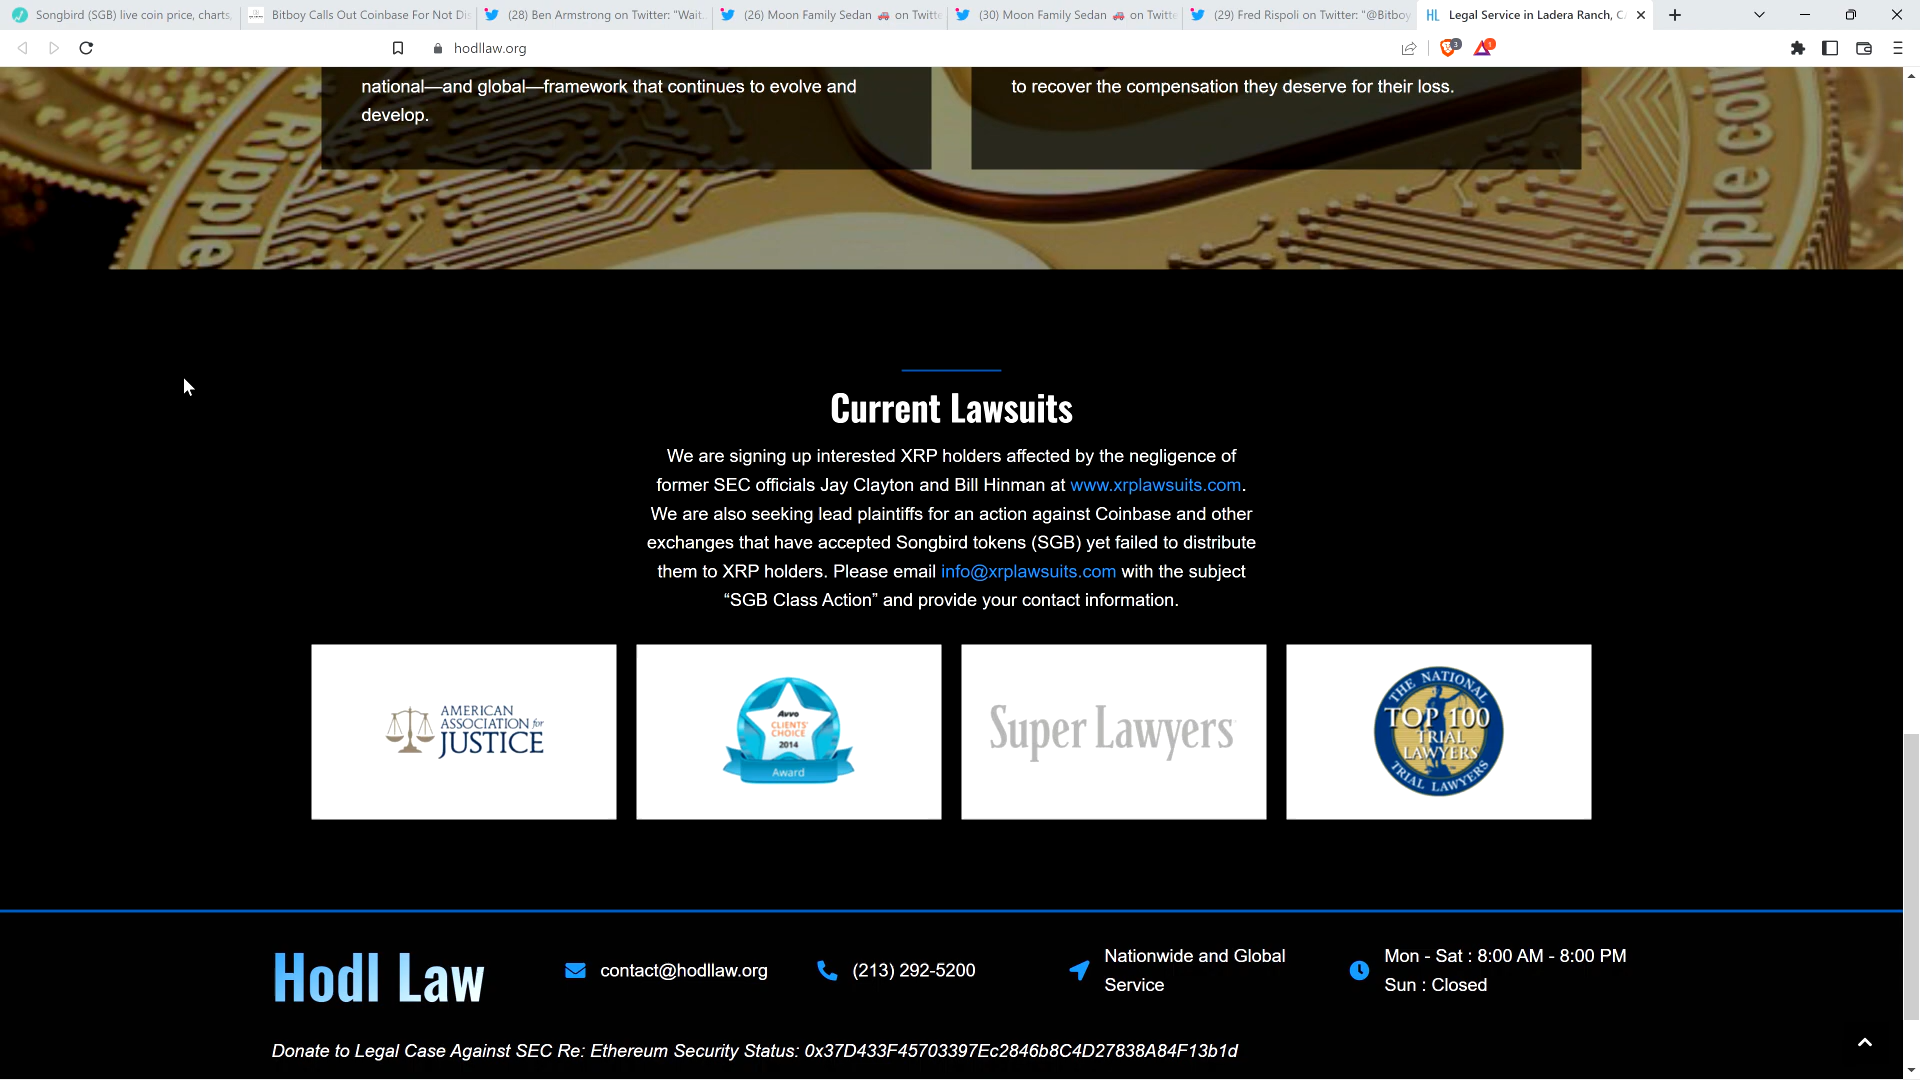 Songbird (SGB) live coin price, charts,
Bitboy Calls Out Coinbase For Not Dis
(28) Ben Armstrong on Twitter: "Wait.
(26) Moon Family Sedan 🚗 on Twitte
(30) Moon Family Sedan 🚗 on Twitte
(29) Fred Rispoli on Twitter: "@Bitboy
HL Legal Service in Ladera Ranch, CA
hodllaw.org
3
1
national—and global—framework that continues to evolve and
develop.
to recover the compensation they deserve for their loss.
Ripple
ripple coin
Current Lawsuits
We are signing up interested XRP holders affected by the negligence of
former SEC officials Jay Clayton and Bill Hinman at www.xrplawsuits.com.
We are also seeking lead plaintiffs for an action against Coinbase and other
exchanges that have accepted Songbird tokens (SGB) yet failed to distribute
them to XRP holders. Please email info@xrplawsuits.com with the subject
“SGB Class Action” and provide your contact information.
AMERICAN
ASSOCIATION for
JUSTICE
Avvo
CLIENTS'
CHOICE
2014
Award
Super Lawyers
THE NATIONAL
TOP 100
TRIAL
LAWYERS
TRIAL LAWYERS
Hodl Law
contact@hodllaw.org
(213) 292-5200
Nationwide and Global
Service
Mon - Sat : 8:00 AM - 8:00 PM
Sun : Closed
Donate to Legal Case Against SEC Re: Ethereum Security Status: 0x37D433F45703397Ec2846b8C4D27838A84F13b1d